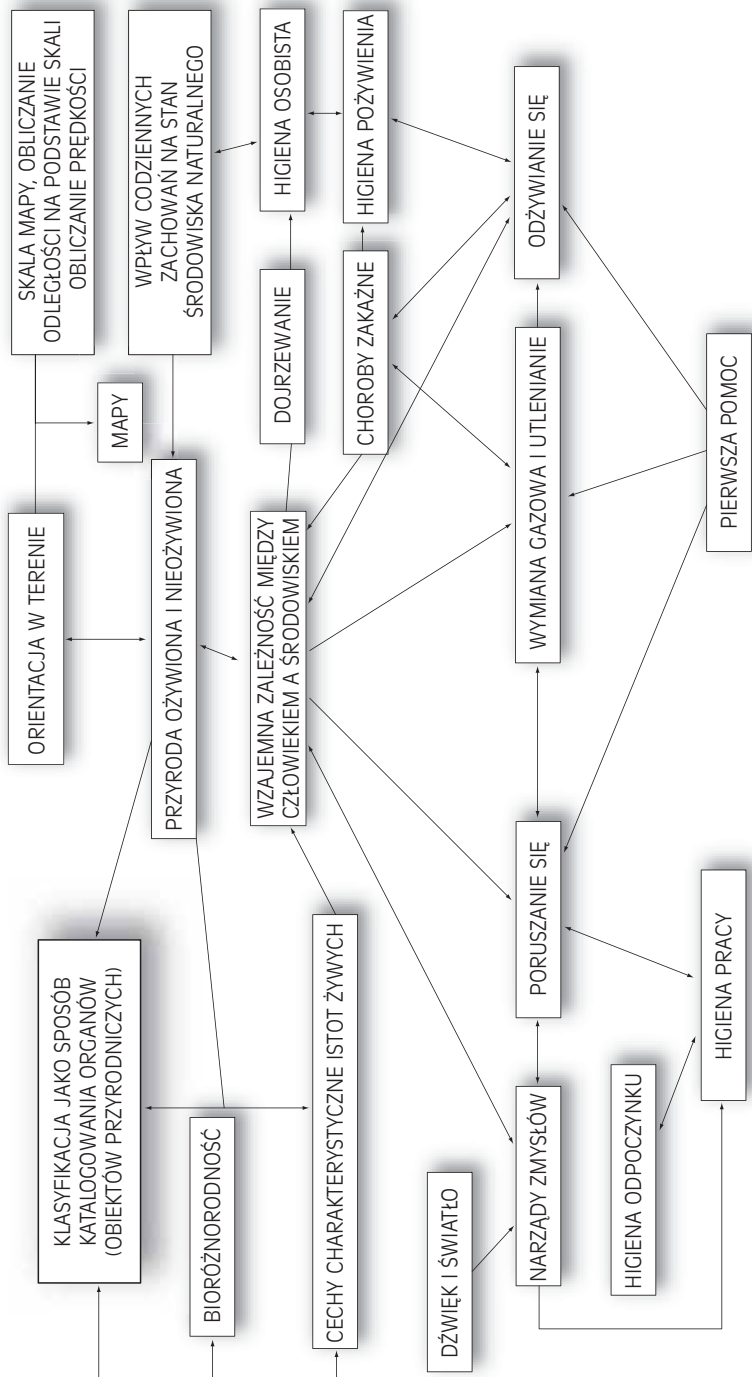 KLASYFIKACJA JAKO SPOSÓB
KATALOGOWANIA ORGANÓW
(OBIEKTÓW PRZYRODNICZYCH)
ORIENTACJA W TERENIE
SKALA MAPY, OBLICZANIE
ODLEGŁOŚCI NA PODSTAWIE SKALI
OBLICZANIE PRĘDKOŚCI
MAPY
BIORÓŻNORODNOŚĆ
PRZYRODA OŻYWIONA I NIEOŻYWIONA
WPŁYW CODZIENNYCH
ZACHOWAŃ NA STAN
ŚRODOWISKA NATURALNEGO
CECHY CHARAKTERYSTYCZNE ISTOT ŻYWYCH
WZAJEMNA ZALEŻNOŚĆ MIĘDZY
CZŁOWIEKIEM A ŚRODOWISKIEM
DOJRZEWANIE
HIGIENA OSOBISTA
CHOROBY ZAKAŹNE
HIGIENA POŻYWIENIA
DŹWIĘK I ŚWIATŁO
NARZĄDY ZMYSŁÓW
PORUSZANIE SIĘ
WYMIANA GAZOWA I UTLENIANIE
ODŻYWIANIE SIĘ
HIGIENA ODPOCZYNKU
HIGIENA PRACY
PIERWSZA POMOC